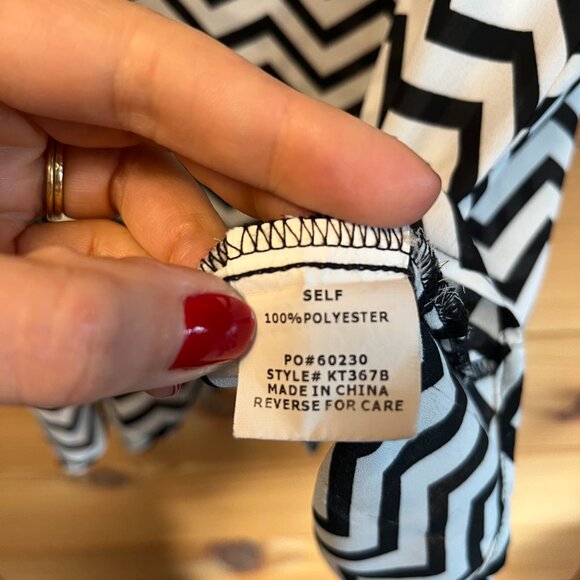 SELF
100%POLYESTER
PO#60230
STYLE# KT367B
MADE IN CHINA
REVERSE FOR CARE